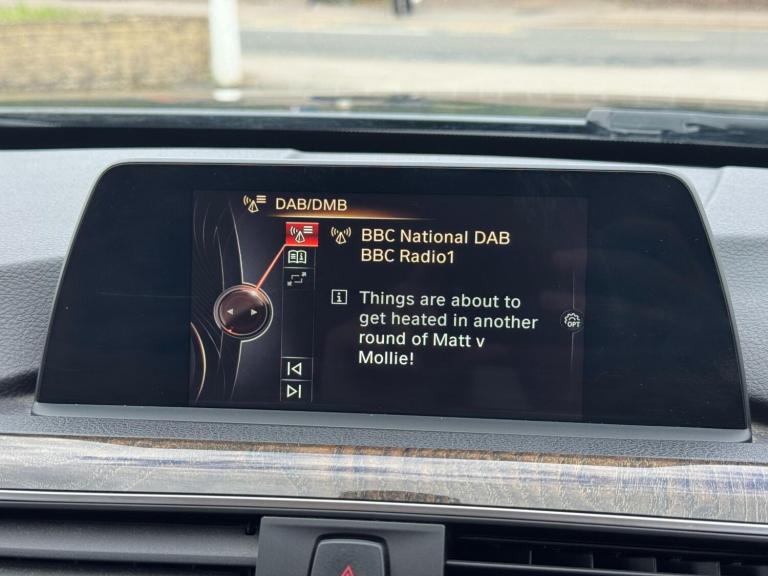 DAB/DMB
BBC National DAB
BBC Radio1
Things are about to
get heated in another
round of Matt v
Mollie!
OPT